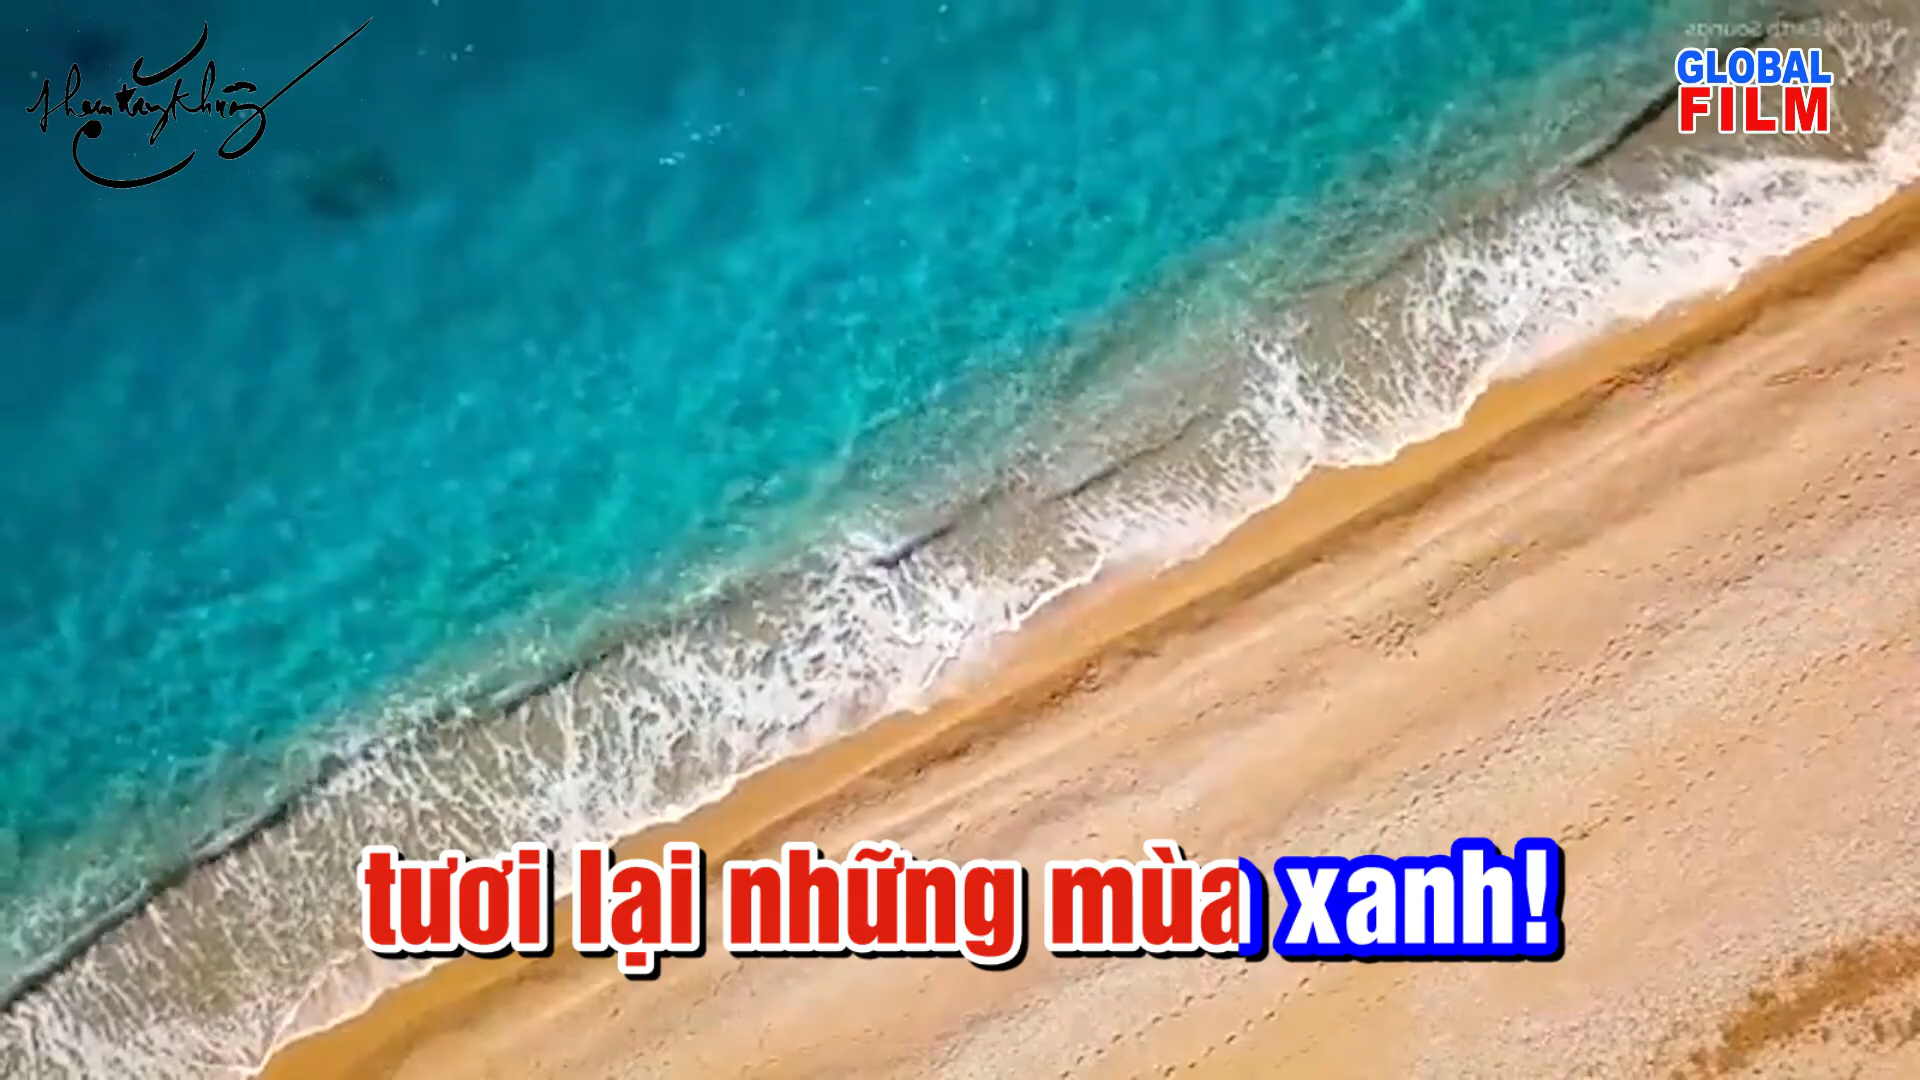 GLOBAL
FILM
tươi lại những mùa xanh!